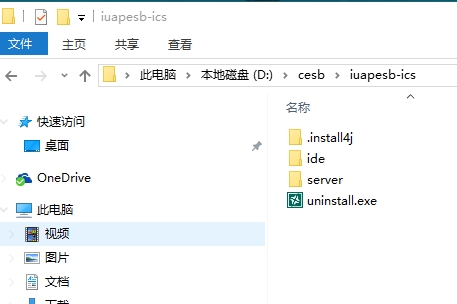 iuapesb-ics
文件 主页 共享 查看
此电脑 本地磁盘 (D:) cesb iuapesb-ics
名称
快速访问
桌面
OneDrive
此电脑
视频
图片
文档
下载
.install4j
ide
server
uninstall.exe